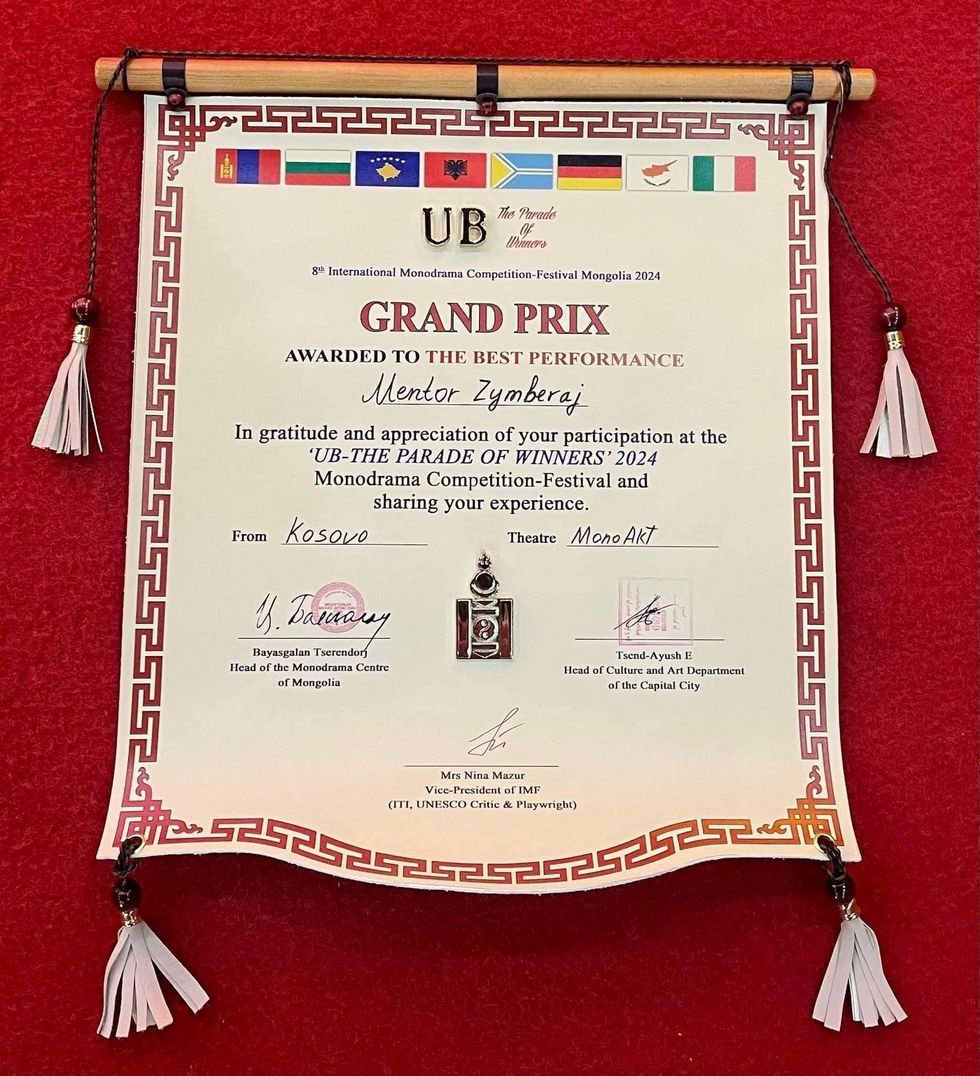 UB The Parade
Of
Winners
8th International Monodrama Competition-Festival Mongolia 2024
GRAND PRIX
AWARDED TO THE BEST PERFORMANCE
Mentor Zymberaj
In gratitude and appreciation of your participation at the
‘UB-THE PARADE OF WINNERS’ 2024
Monodrama Competition-Festival and
sharing your experience.
From Kosovo Theatre MonoAkt
Bayasgalan Tserendorj
Head of the Monodrama Centre
of Mongolia
Tsend-Ayush E
Head of Culture and Art Department
of the Capital City
Mrs Nina Mazur
Vice-President of IMF
(ITI, UNESCO Critic & Playwright)